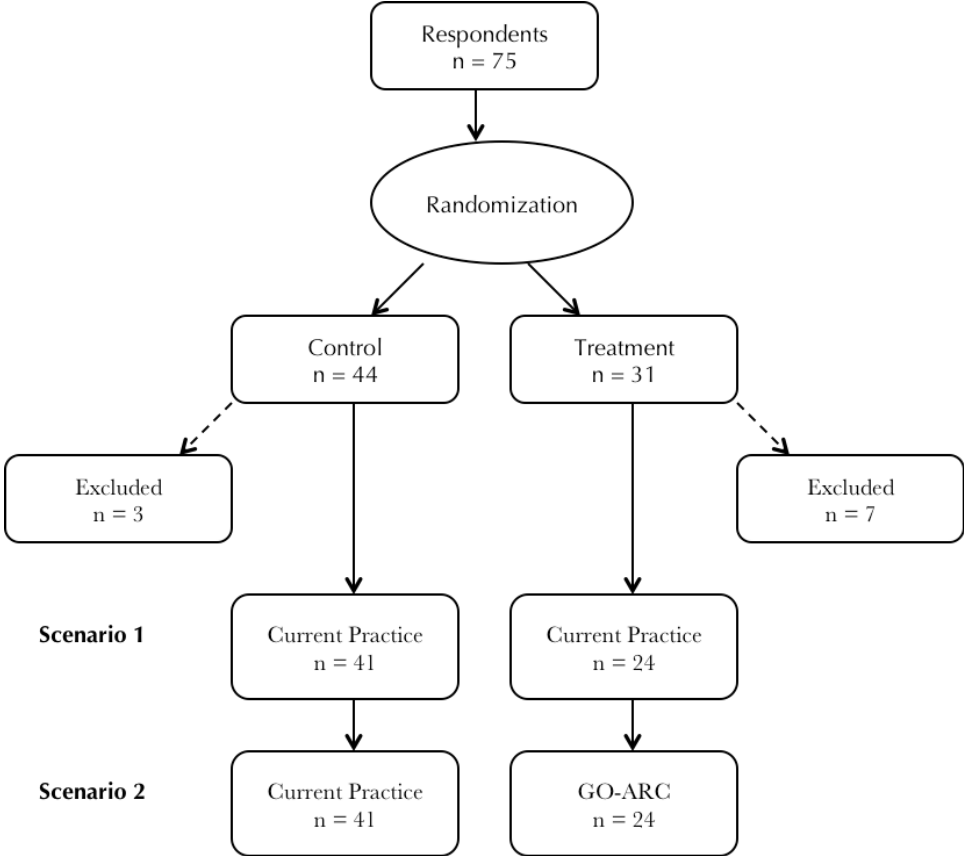 Respondents
n = 75
Randomization
Control
n = 44
Treatment
n = 31
Excluded
n = 3
Excluded
n = 7
Scenario 1
Current Practice
n = 41
Current Practice
n = 24
Scenario 2
Current Practice
n = 41
GO-ARC
n = 24